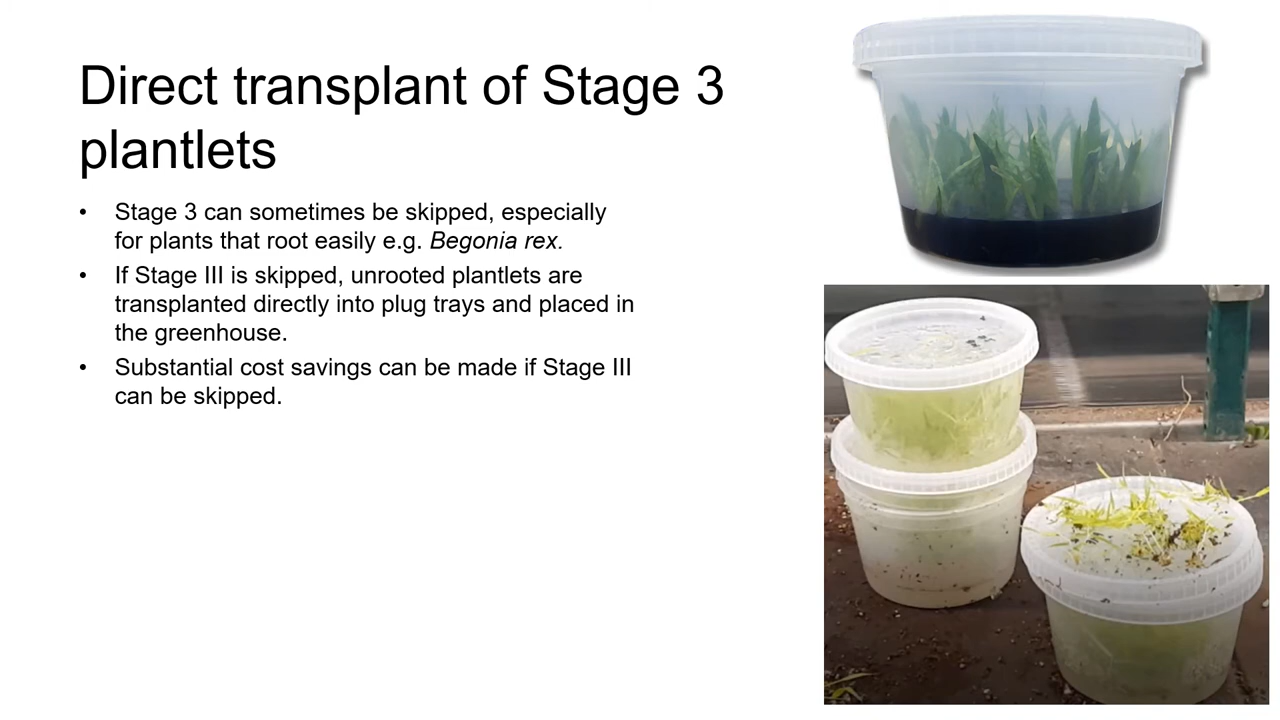 Direct transplant of Stage 3
plantlets
• Stage 3 can sometimes be skipped, especially
for plants that root easily e.g. Begonia rex.
• If Stage III is skipped, unrooted plantlets are
transplanted directly into plug trays and placed in
the greenhouse.
• Substantial cost savings can be made if Stage III
can be skipped.